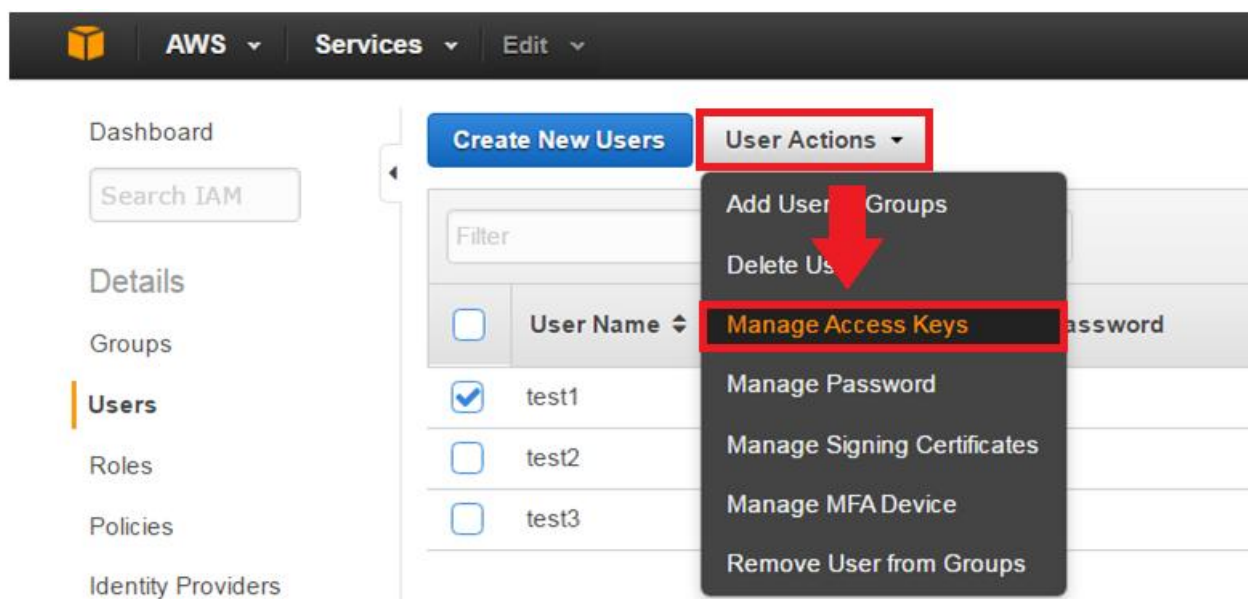 AWS Services Edit
Dashboard
Search IAM
Details
Groups
Users
Roles
Policies
Identity Providers
Create New Users User Actions
Filter
User Name assword
test1
test2
test3
Add User Groups
Delete Us
Manage Access Keys
Manage Password
Manage Signing Certificates
Manage MFA Device
Remove User from Groups